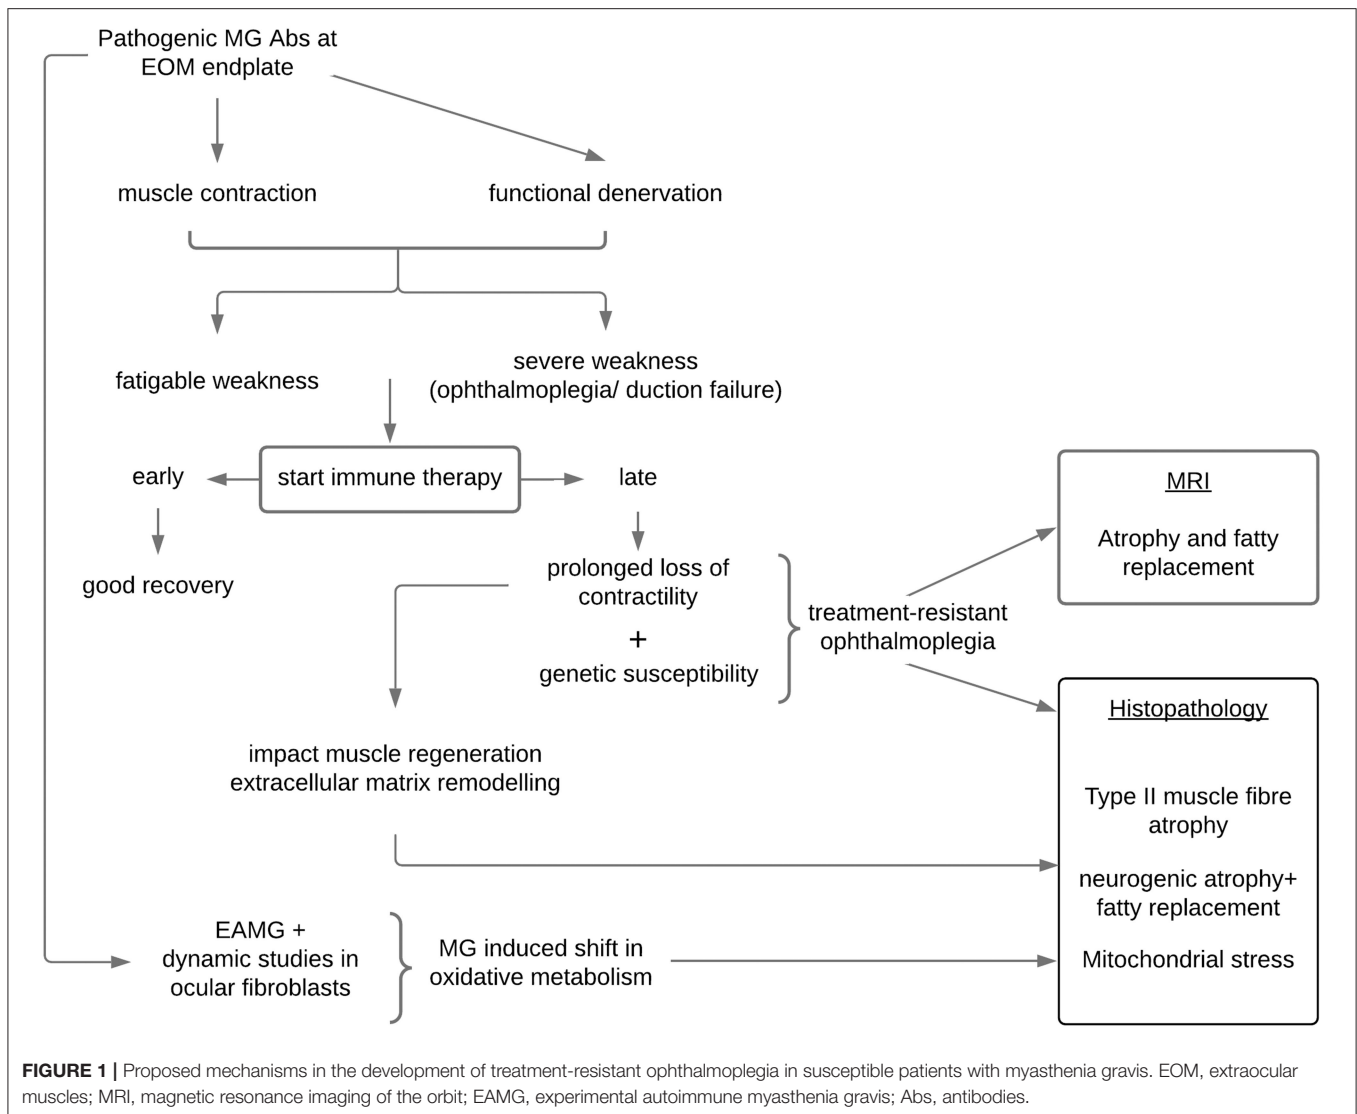 Pathogenic MG Abs at
EOM endplate
muscle contraction
functional denervation
fatigable weakness
severe weakness
(ophthalmoplegia/ duction failure)
early
start immune therapy
late
good recovery
prolonged loss of
contractility
+
genetic susceptibility
treatment-resistant
ophthalmoplegia
MRI
Atrophy and fatty
replacement
impact muscle regeneration
extracellular matrix remodelling
Histopathology
Type II muscle fibre
atrophy
neurogenic atrophy+
fatty replacement
Mitochondrial stress
EAMG +
dynamic studies in
ocular fibroblasts
MG induced shift in
oxidative metabolism
FIGURE 1 | Proposed mechanisms in the development of treatment-resistant ophthalmoplegia in susceptible patients with myasthenia gravis. EOM, extraocular
muscles; MRI, magnetic resonance imaging of the orbit; EAMG, experimental autoimmune myasthenia gravis; Abs, antibodies.